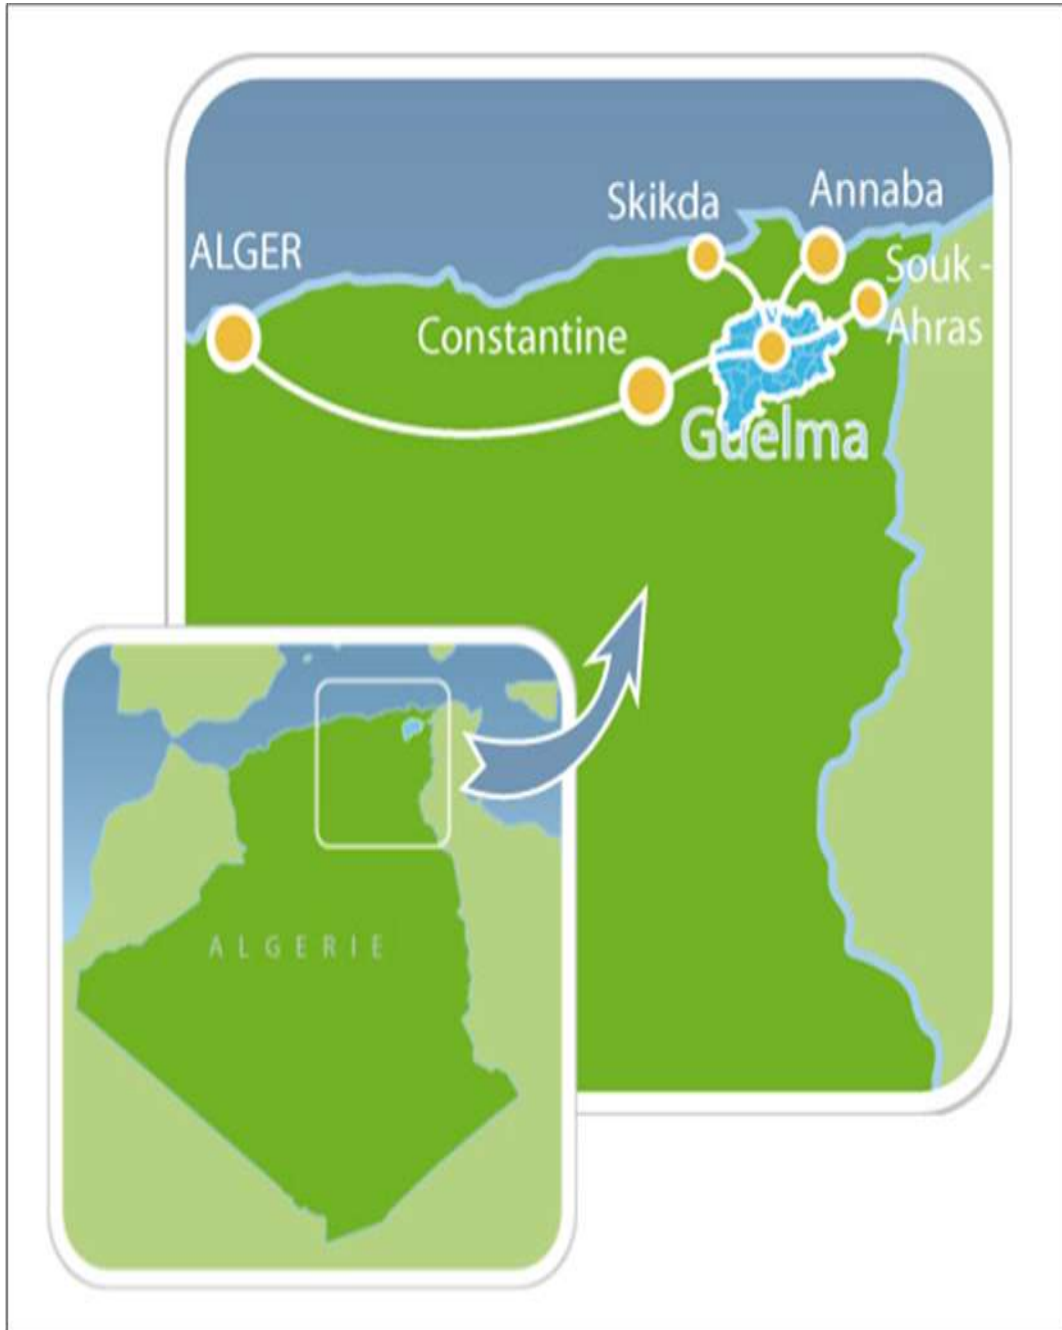 Skikda
Annaba
ALGER
Souk -
Ahras
Constantine
Guelma
ALGERIE